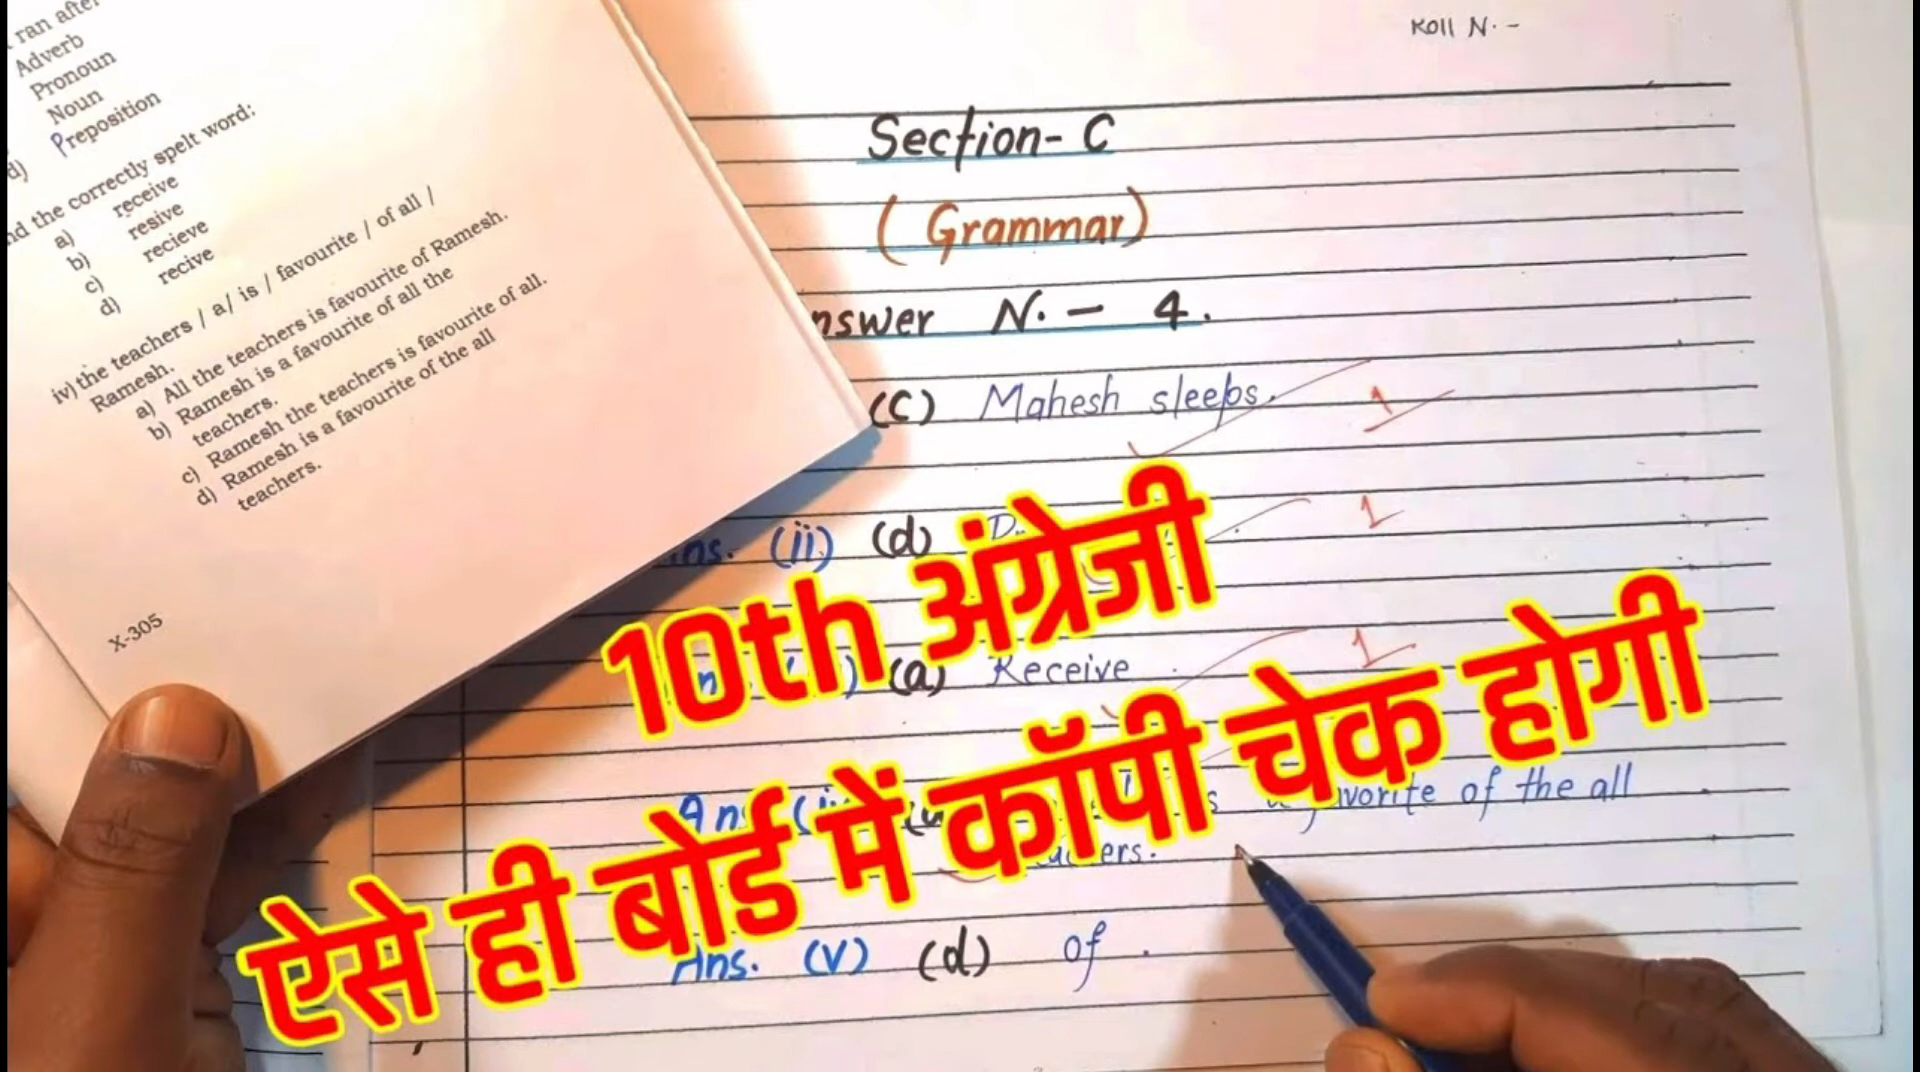 ran after
Adverb
Pronoun
Noun
d) Preposition
nd the correctly spelt word:
a) receive
b) resive
c) recieve
d) recive
iv) the teachers / a/ is / favourite / of all /
Ramesh.
a) All the teachers is favourite of Ramesh.
b) Ramesh is a favourite of all the
teachers.
c) Ramesh the teachers is favourite of all.
d) Ramesh is a favourite of the all
teachers.
X-305
Roll N. -
Section- C
(Grammar)
nswer N. - 4.
(C) Mahesh sleeps. 1
ns. (ii) (d) 1
(a) Receive 1
Ans favorite of the all
Ans. (V) (d) of.
10th अंग्रेजी
ऐसे ही बोर्ड में कॉपी चेक होगी